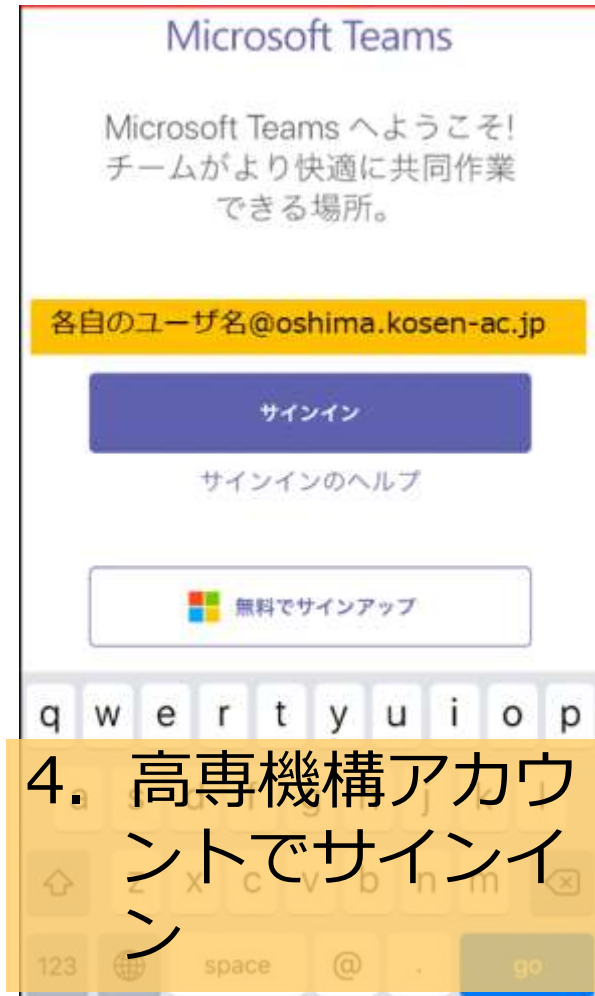 Microsoft Teams
Microsoft Teams へようこそ!
チームがより快適に共同作業
できる場所。
各自のユーザ名@oshima.kosen-ac.jp
サインイン
サインインのヘルプ
無料でサインアップ
q w e r t y u i o p
4. 高専機構アカウ
ントでサインイ
ン
a s d f g h j k l
z x c v b n m
123 space @ . go